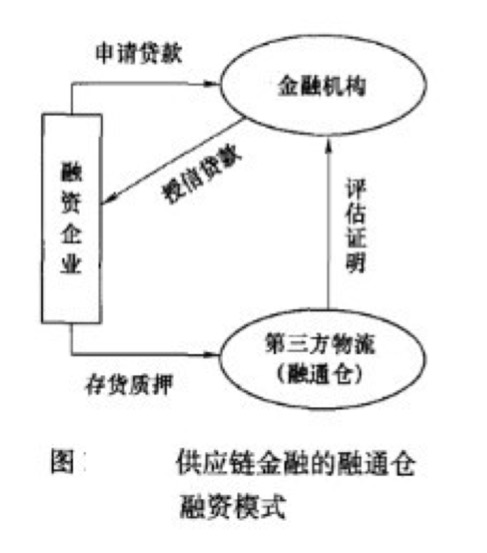 申请贷款
金融机构
授信贷款
融资企业
评估证明
第三方物流
(融通仓)
存货质押
图 供应链金融的融通仓
融资模式